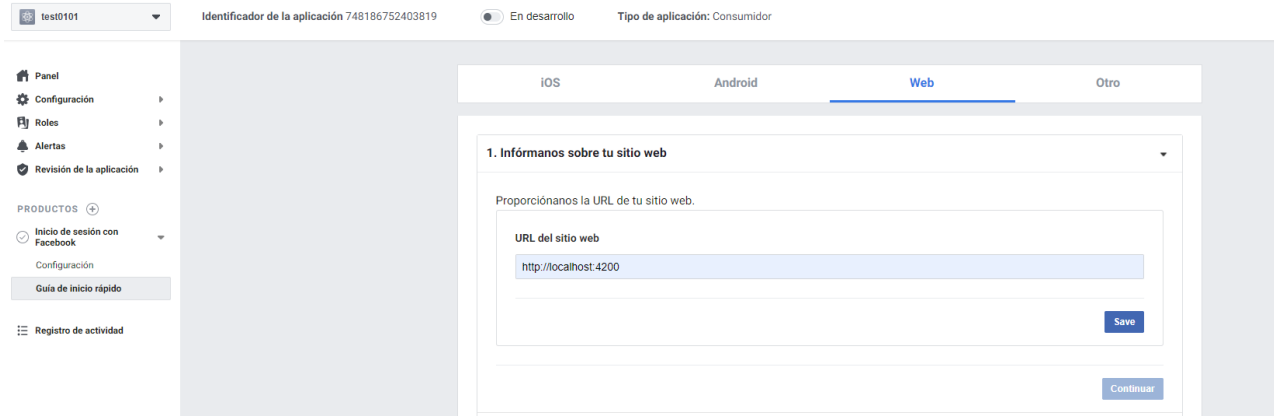 test0101
Identificador de la aplicación 748186752403819
En desarrollo
Tipo de aplicación: Consumidor
Panel
Configuración
Roles
Alertas
Revisión de la aplicación
PRODUCTOS
Inicio de sesión con
Facebook
Configuración
Guía de inicio rápido
Registro de actividad
iOS
Android
Web
Otro
1. Infórmanos sobre tu sitio web
Proporciónanos la URL de tu sitio web.
URL del sitio web
http://localhost:4200
Save
Continuar